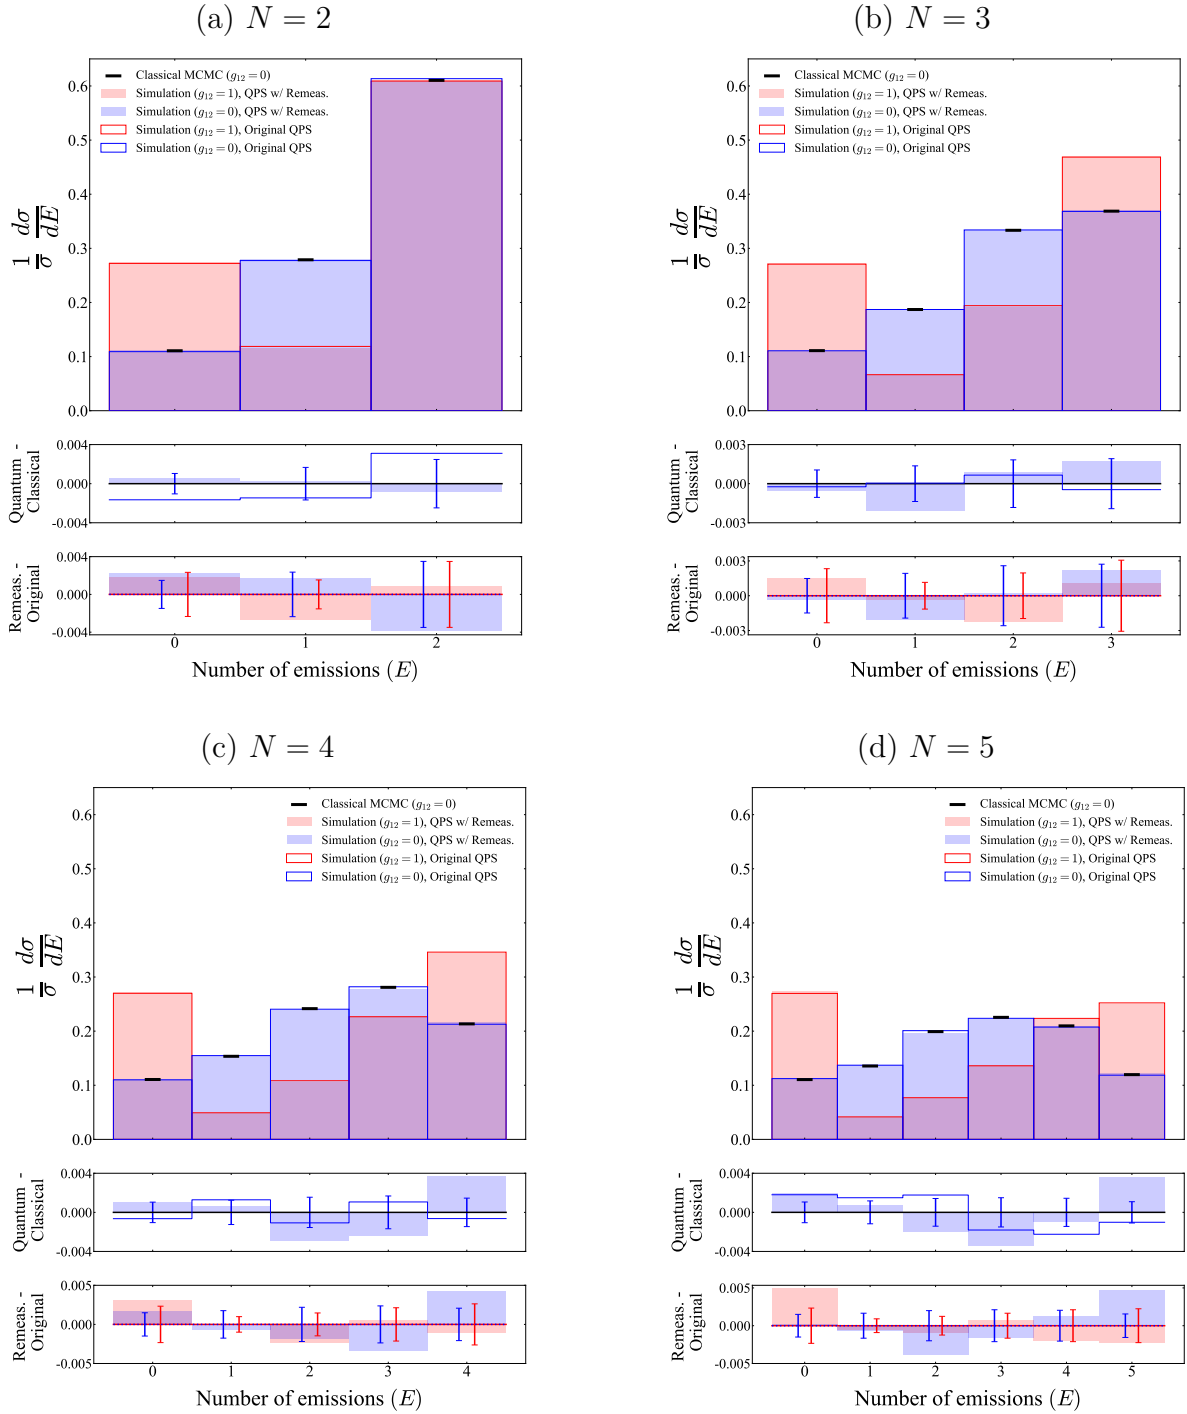 (a) N = 2
Classical MCMC (g12 = 0)
Simulation (g12 = 1), QPS w/ Remeas.
Simulation (g12 = 0), QPS w/ Remeas.
Simulation (g12 = 1), Original QPS
Simulation (g12 = 0), Original QPS
1/σ dσ/dE
0.6
0.5
0.4
0.3
0.2
0.1
0.0
Quantum -
Classical
0.004
0.000
-0.004
Remeas. -
Original
0.004
0.000
-0.004
0 1 2
Number of emissions (E)
(b) N = 3
Classical MCMC (g12 = 0)
Simulation (g12 = 1), QPS w/ Remeas.
Simulation (g12 = 0), QPS w/ Remeas.
Simulation (g12 = 1), Original QPS
Simulation (g12 = 0), Original QPS
1/σ dσ/dE
0.6
0.5
0.4
0.3
0.2
0.1
0.0
Quantum -
Classical
0.003
0.000
-0.003
Remeas. -
Original
0.003
0.000
-0.003
0 1 2 3
Number of emissions (E)
(c) N = 4
Classical MCMC (g12 = 0)
Simulation (g12 = 1), QPS w/ Remeas.
Simulation (g12 = 0), QPS w/ Remeas.
Simulation (g12 = 1), Original QPS
Simulation (g12 = 0), Original QPS
1/σ dσ/dE
0.6
0.5
0.4
0.3
0.2
0.1
0.0
Quantum -
Classical
0.004
0.000
-0.004
Remeas. -
Original
0.005
0.000
-0.005
0 1 2 3 4
Number of emissions (E)
(d) N = 5
Classical MCMC (g12 = 0)
Simulation (g12 = 1), QPS w/ Remeas.
Simulation (g12 = 0), QPS w/ Remeas.
Simulation (g12 = 1), Original QPS
Simulation (g12 = 0), Original QPS
1/σ dσ/dE
0.6
0.5
0.4
0.3
0.2
0.1
0.0
Quantum -
Classical
0.004
0.000
-0.004
Remeas. -
Original
0.005
0.000
-0.005
0 1 2 3 4 5
Number of emissions (E)